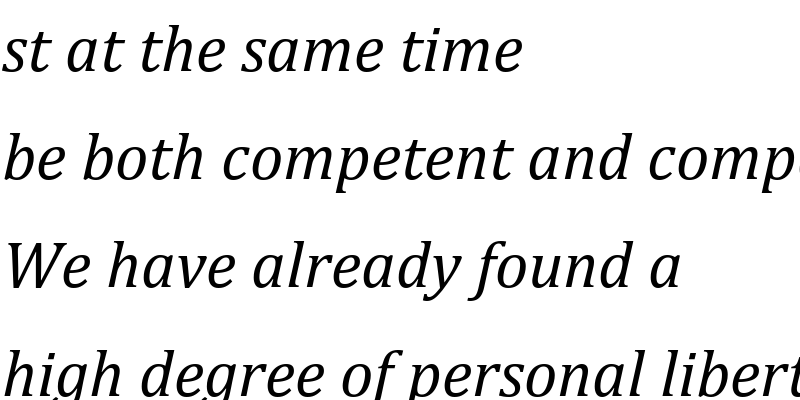 st at the same time
be both competent and comp
We have already found a
high degree of personal libert